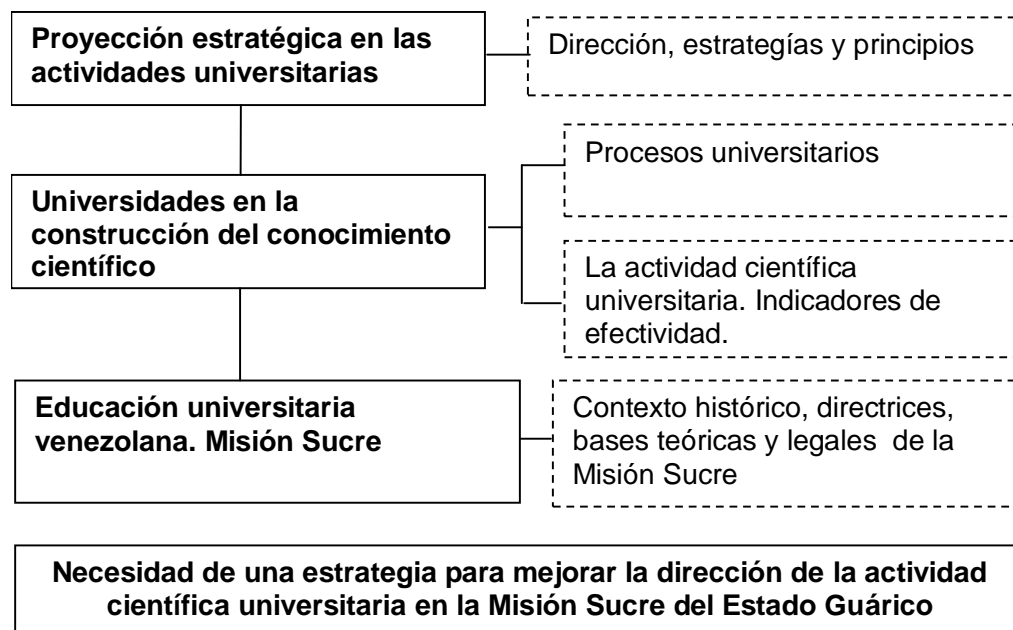 Proyección estratégica en las
actividades universitarias
Dirección, estrategías y principios
Procesos universitarios
Universidades en la
construcción del conocimiento
científico
La actividad científica
universitaria. Indicadores de
efectividad.
Educación universitaria
venezolana. Misión Sucre
Contexto histórico, directrices,
bases teóricas y legales de la
Misión Sucre
Necesidad de una estrategia para mejorar la dirección de la actividad
científica universitaria en la Misión Sucre del Estado Guárico